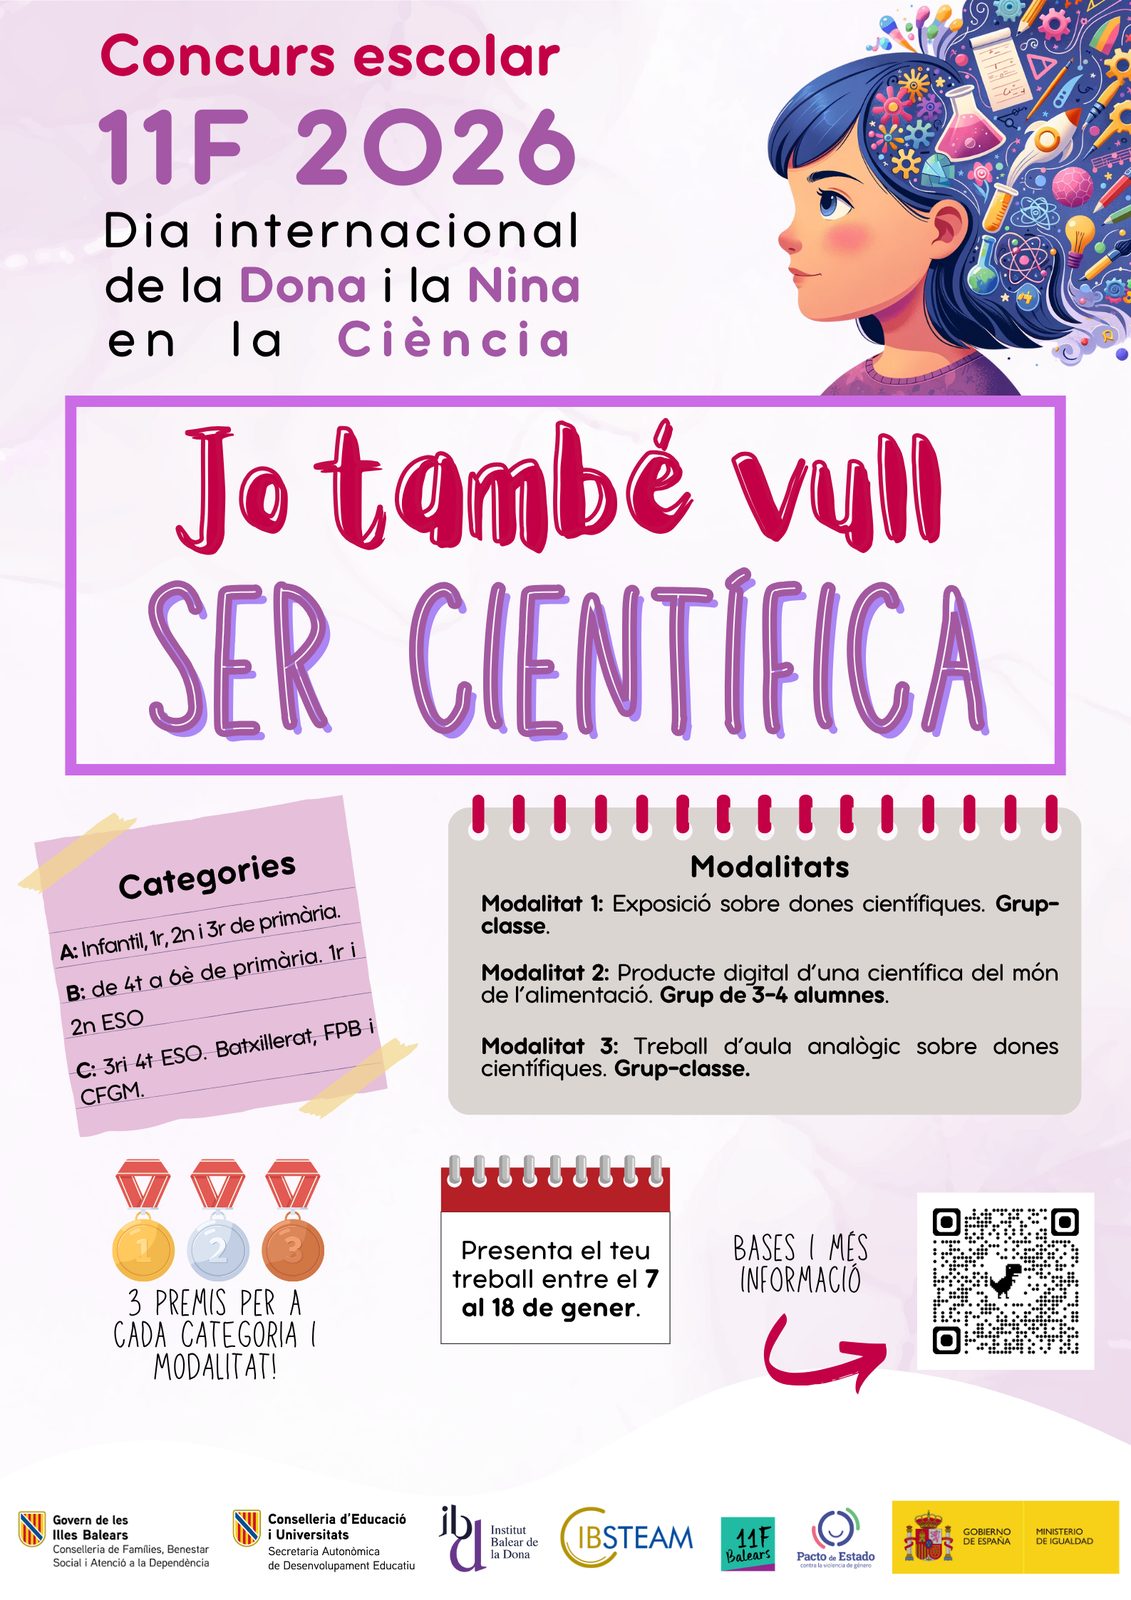 Concurs escolar
11F 2026
Dia internacional
de la Dona i la Nina
en la Ciència
Jo també vull
SER CIENTÍFICA
Categories
A: Infantil, 1r, 2n i 3r de primària.
B: de 4t a 6è de primària. 1r i
2n ESO
C: 3ri 4t ESO. Batxillerat, FPB i
CFGM.
Modalitats
Modalitat 1: Exposició sobre dones científiques. Grup-
classe.
Modalitat 2: Producte digital d'una científica del món
de l'alimentació. Grup de 3-4 alumnes.
Modalitat 3: Treball d'aula analògic sobre dones
científiques. Grup-classe.
1 2 3
3 PREMIS PER A
CADA CATEGORIA I
MODALITAT!
Presenta el teu
treball entre el 7
al 18 de gener.
BASES I MÉS
INFORMACIÓ
Govern de les
Illes Balears
Conselleria de Famílies, Benestar
Social i Atenció a la Dependència
Conselleria d'Educació
i Universitats
Secretaria Autonòmica
de Desenvolupament Educatiu
ibd
Institut
Balear de
la Dona
IBSTEAM
11F
Balears
Pacto de Estado
contra la violencia de género
GOBIERNO
DE ESPAÑA
MINISTERIO
DE IGUALDAD